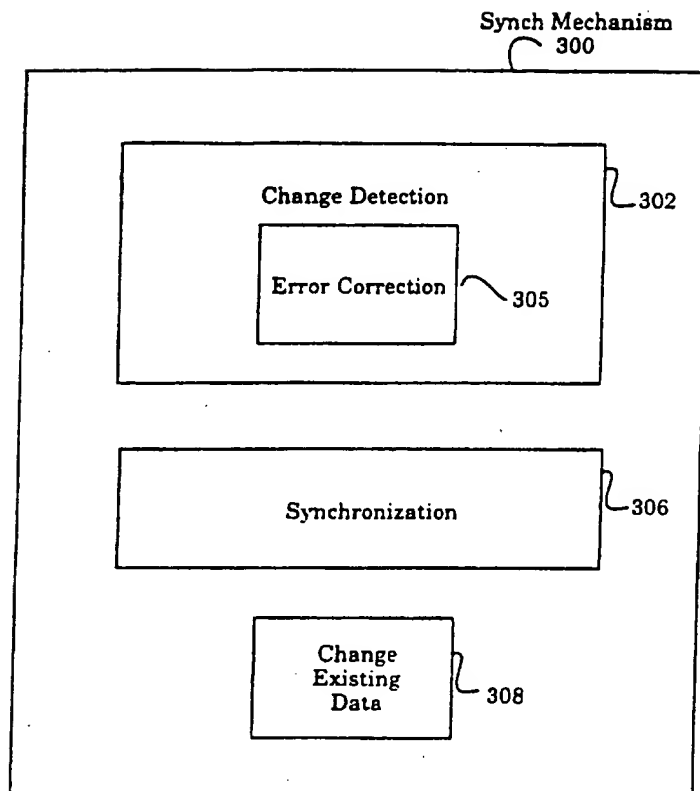 Synch Mechanism
300
Change Detection
302
Error Correction
305
Synchronization
306
Change
Existing
Data
308